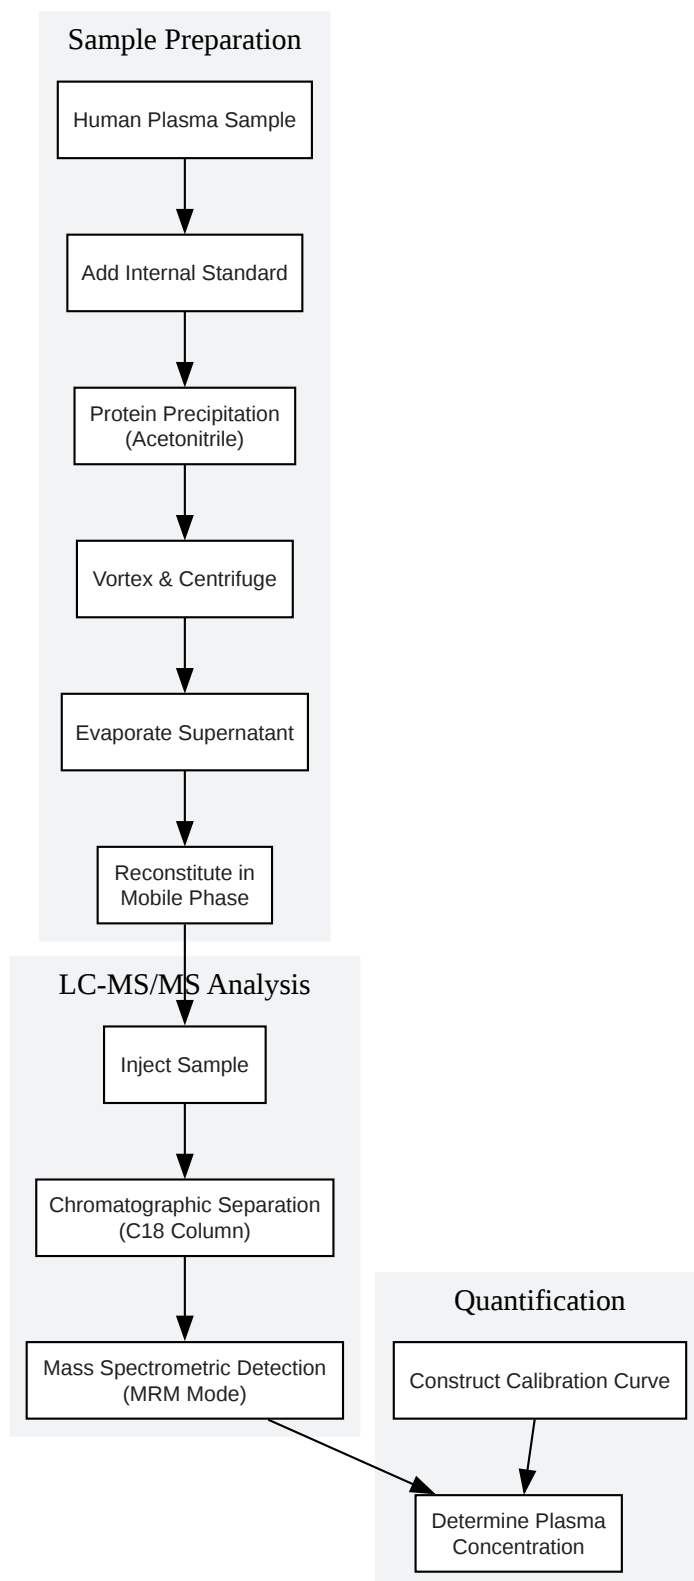 Sample Preparation
Human Plasma Sample
Add Internal Standard
Protein Precipitation
(Acetonitrile)
Vortex & Centrifuge
Evaporate Supernatant
Reconstitute in
Mobile Phase
LC-MS/MS Analysis
Inject Sample
Chromatographic Separation
(C18 Column)
Mass Spectrometric Detection
(MRM Mode)
Quantification
Construct Calibration Curve
Determine Plasma
Concentration